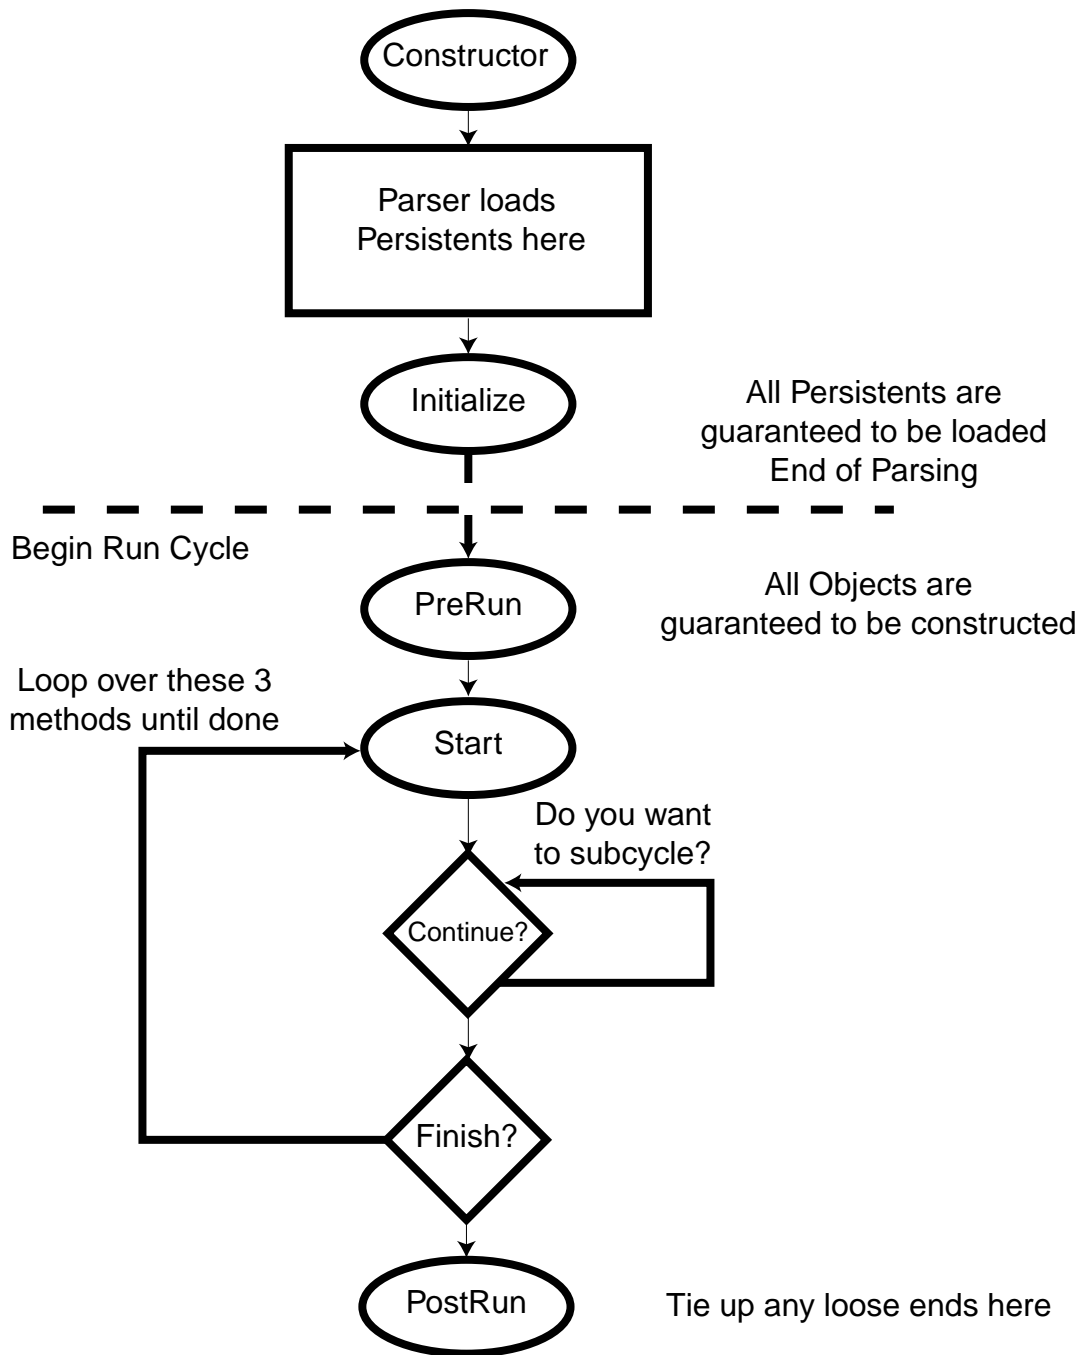 Constructor
Parser loads
Persistents here
Initialize
All Persistents are
guaranteed to be loaded
End of Parsing
Begin Run Cycle
PreRun
All Objects are
guaranteed to be constructed
Loop over these 3
methods until done
Start
Do you want
to subcycle?
Continue?
Finish?
PostRun
Tie up any loose ends here